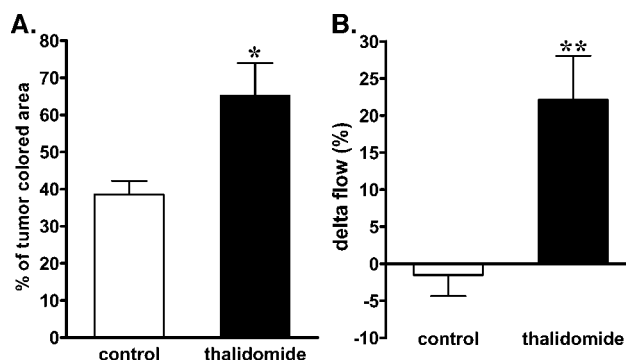 A.
% of tumor colored area
80
70
60
50
40
30
20
10
0
*
control
thalidomide
B.
delta flow (%)
30
25
20
15
10
5
0
-5
-10
**
control
thalidomide